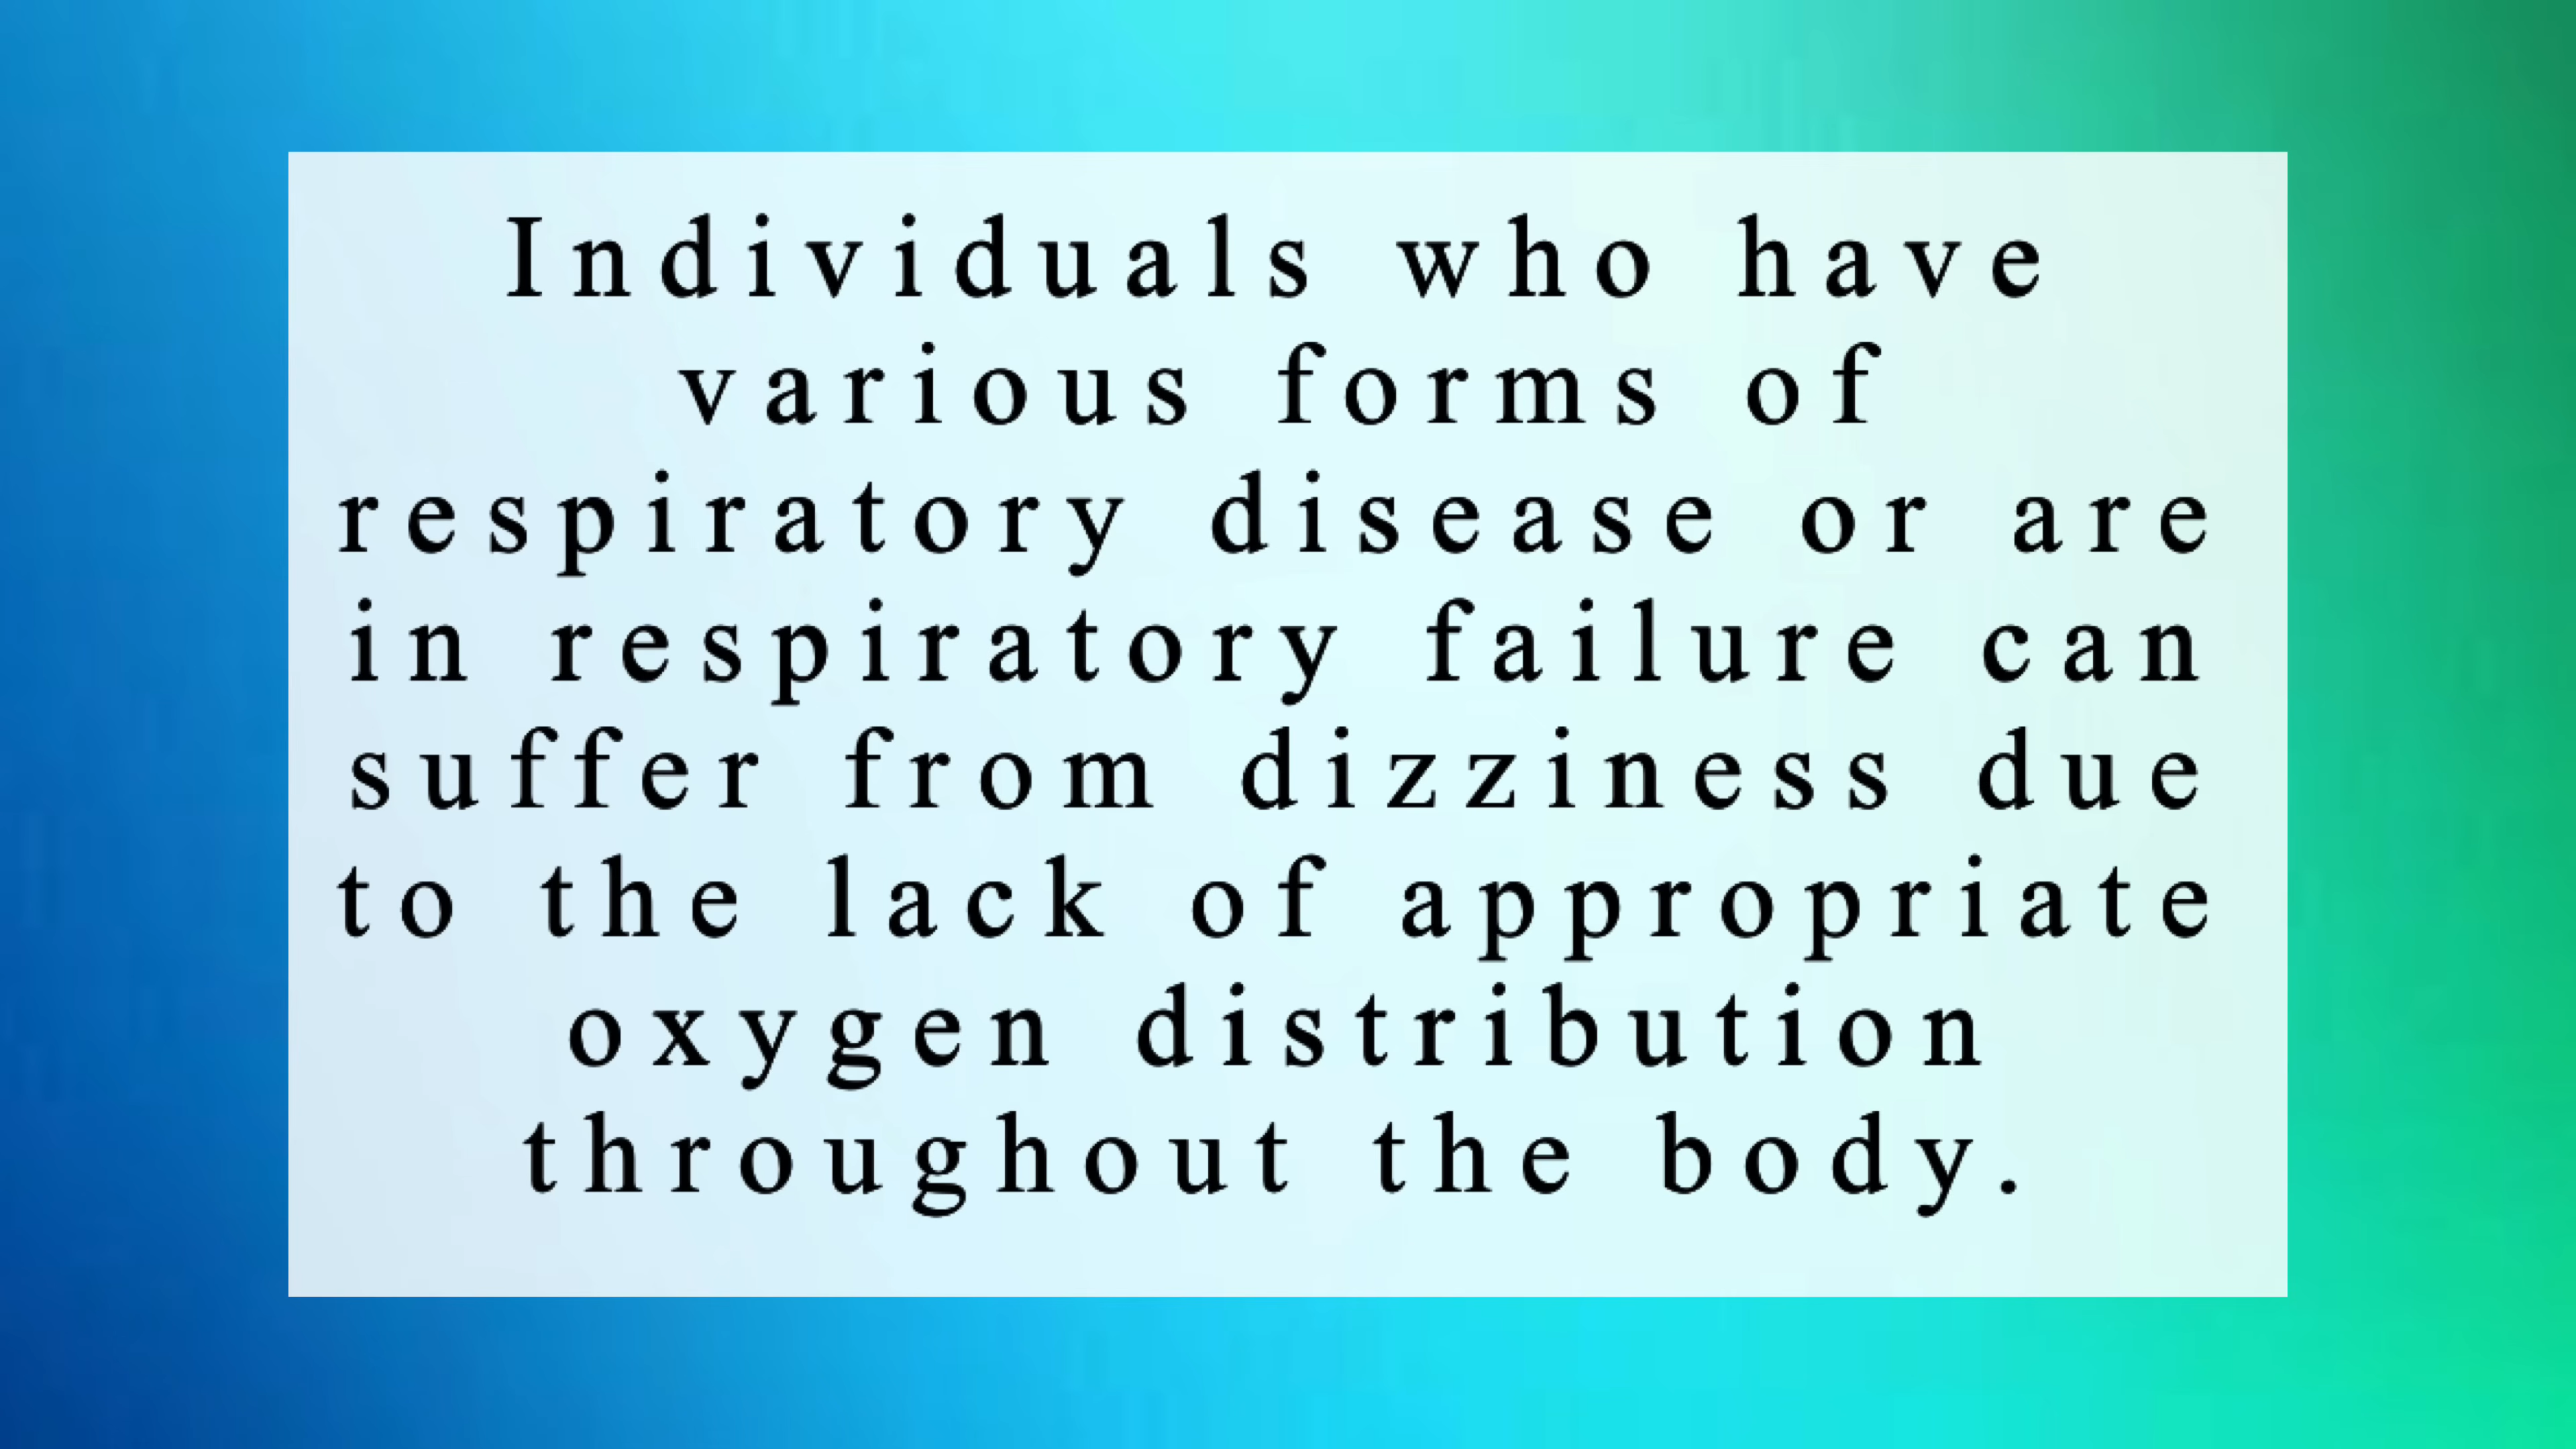 Individuals who have
various forms of
respiratory disease or are
in respiratory failure can
suffer from dizziness due
to the lack of appropriate
oxygen distribution
throughout the body.